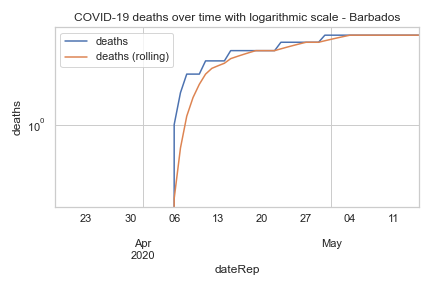 COVID-19 deaths over time with logarithmic scale - Barbados
deaths
deaths (rolling)
deaths
10⁰
23 30 06 13 20 27 04 11
Apr May
2020
dateRep